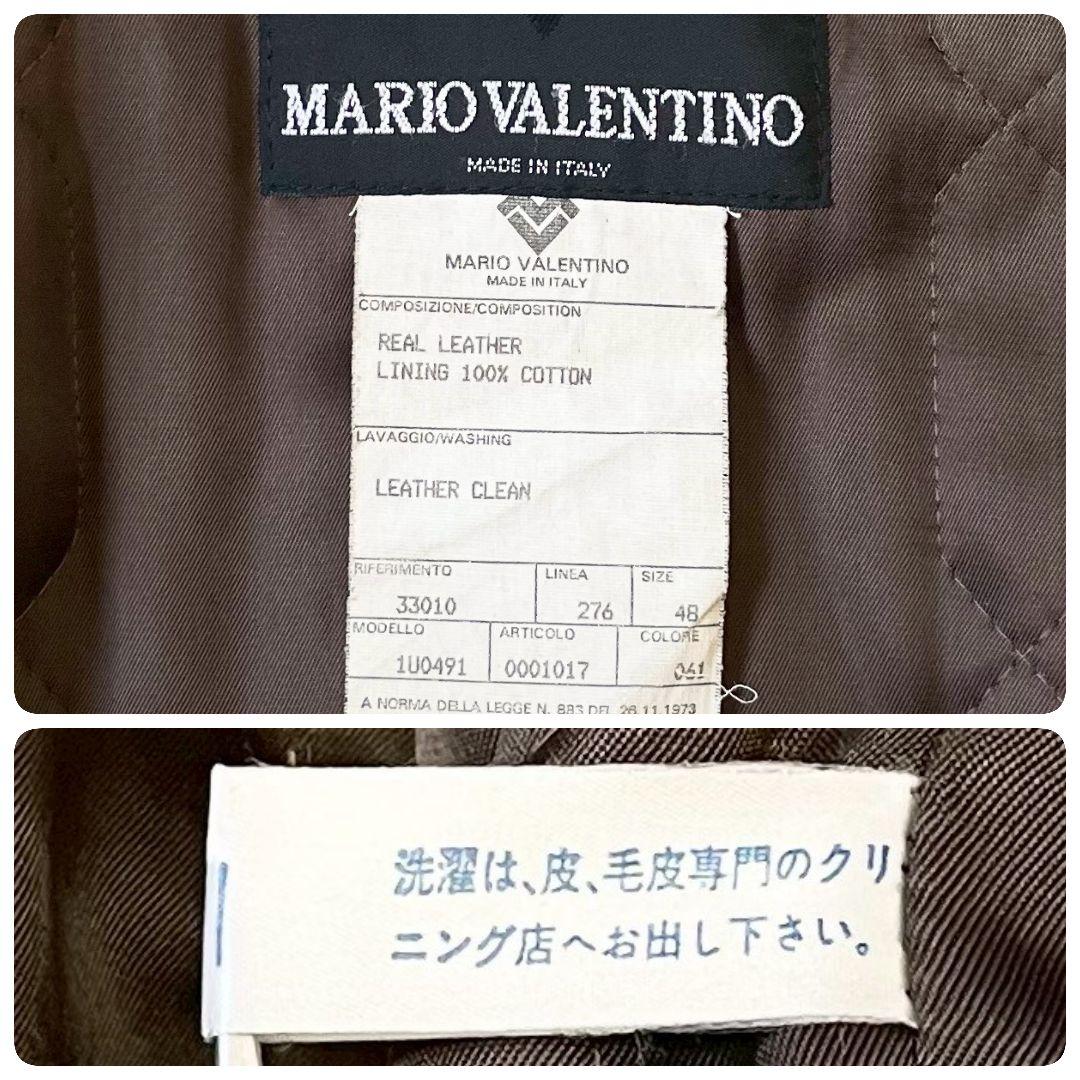 MARIO VALENTINO
MADE IN ITALY
MARIO VALENTINO
MADE IN ITALY
COMPOSIZIONE/COMPOSITION
REAL LEATHER
LINING 100% COTTON
LAVAGGIO/WASHING
LEATHER CLEAN
RIFERIMENTO LINEA SIZE
33010 276 48
MODELLO ARTICOLO COLORE
1U0491 0001017 061
A NORMA DELLA LEGGE N. 883 DEL 26.11.1973
洗濯は、皮、毛皮専門のクリ
ニング店へお出し下さい。